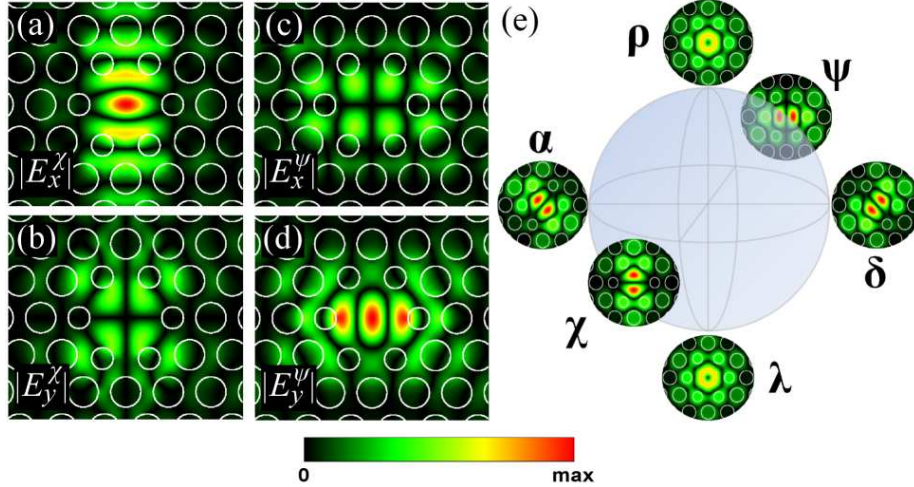 (a)
|E_x^χ|
(c)
|E_x^ψ|
(b)
|E_y^χ|
(d)
|E_y^ψ|
(e)
ρ
ψ
α
δ
χ
λ
0
max